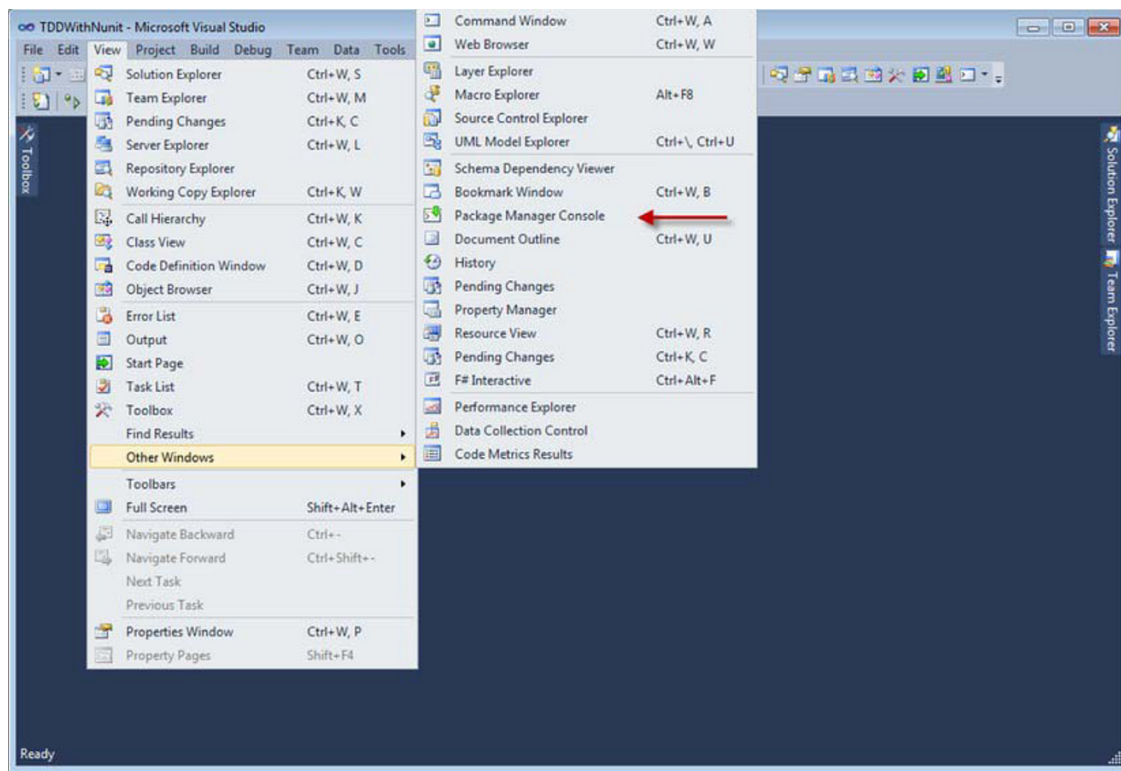 TDDWithNunit - Microsoft Visual Studio
File Edit View Project Build Debug Team Data Tools
Solution Explorer Ctrl+W, S
Team Explorer Ctrl+W, M
Pending Changes Ctrl+K, C
Server Explorer Ctrl+W, L
Repository Explorer
Working Copy Explorer Ctrl+K, W
Call Hierarchy Ctrl+W, K
Class View Ctrl+W, C
Code Definition Window Ctrl+W, D
Object Browser Ctrl+W, J
Error List Ctrl+W, E
Output Ctrl+W, O
Start Page
Task List Ctrl+W, T
Toolbox Ctrl+W, X
Find Results
Other Windows
Toolbars
Full Screen Shift+Alt+Enter
Navigate Backward Ctrl+-
Navigate Forward Ctrl+Shift+-
Next Task
Previous Task
Properties Window Ctrl+W, P
Property Pages Shift+F4
Command Window Ctrl+W, A
Web Browser Ctrl+W, W
Layer Explorer
Macro Explorer Alt+F8
Source Control Explorer
UML Model Explorer Ctrl+\, Ctrl+U
Schema Dependency Viewer
Bookmark Window Ctrl+W, B
Package Manager Console
Document Outline Ctrl+W, U
History
Pending Changes
Property Manager
Resource View Ctrl+W, R
Pending Changes Ctrl+K, C
F# Interactive Ctrl+Alt+F
Performance Explorer
Data Collection Control
Code Metrics Results
Toolbox
Solution Explorer
Team Explorer
Ready